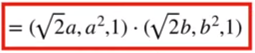 = (√2a, a²,1) · (√2b, b²,1)